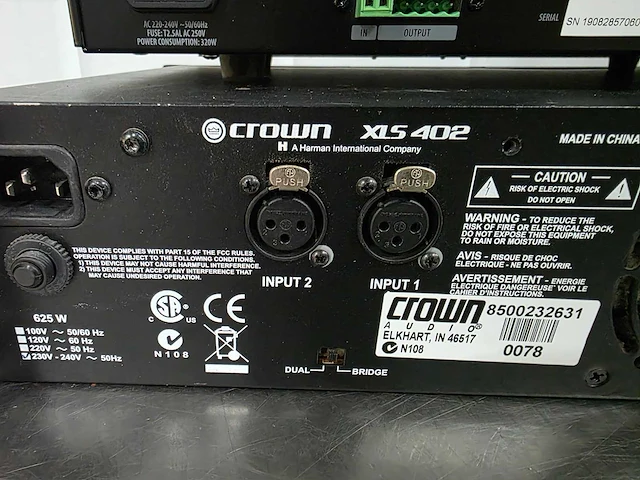 AC 220-240V ~50/60Hz
FUSE: T2.5AL AC 250V
POWER CONSUMPTION: 320W
IN
OUTPUT
SERIAL
SN 1908285706
crown XLS 402
H A Harman International Company
MADE IN CHINA
PUSH
PUSH
CAUTION
RISK OF ELECTRIC SHOCK
DO NOT OPEN
WARNING - TO REDUCE THE
RISK OF FIRE OR ELECTRICAL SHOCK,
DO NOT EXPOSE THIS EQUIPMENT
TO RAIN OR MOISTURE.
AVIS - RISQUE DE CHOC
ELECTRIQUE - NE PAS OUVRIR.
AVERTISSEMENT - ENERGIE
ELECTRIQUE DANGEREUSE VOIR LE
CAHIER D'INSTRUCTIONS.
THIS DEVICE COMPLIES WITH PART 15 OF THE FCC RULES.
OPERATION IS SUBJECT TO THE FOLLOWING CONDITIONS.
1) THIS DEVICE MAY NOT CAUSE HARMFUL INTERFERENCE.
2) THIS DEVICE MUST ACCEPT ANY INTERFERENCE THAT
MAY CAUSE UNDESIRED OPERATION.
INPUT 2
INPUT 1
625 W
100V ~ 50/60 Hz
120V ~ 60 Hz
220V ~ 50 Hz
230V - 240V ~ 50Hz
C US
CE
N108
DUAL
BRIDGE
crown
AUDIO®
ELKHART, IN 46517
N108
8500232631
0078